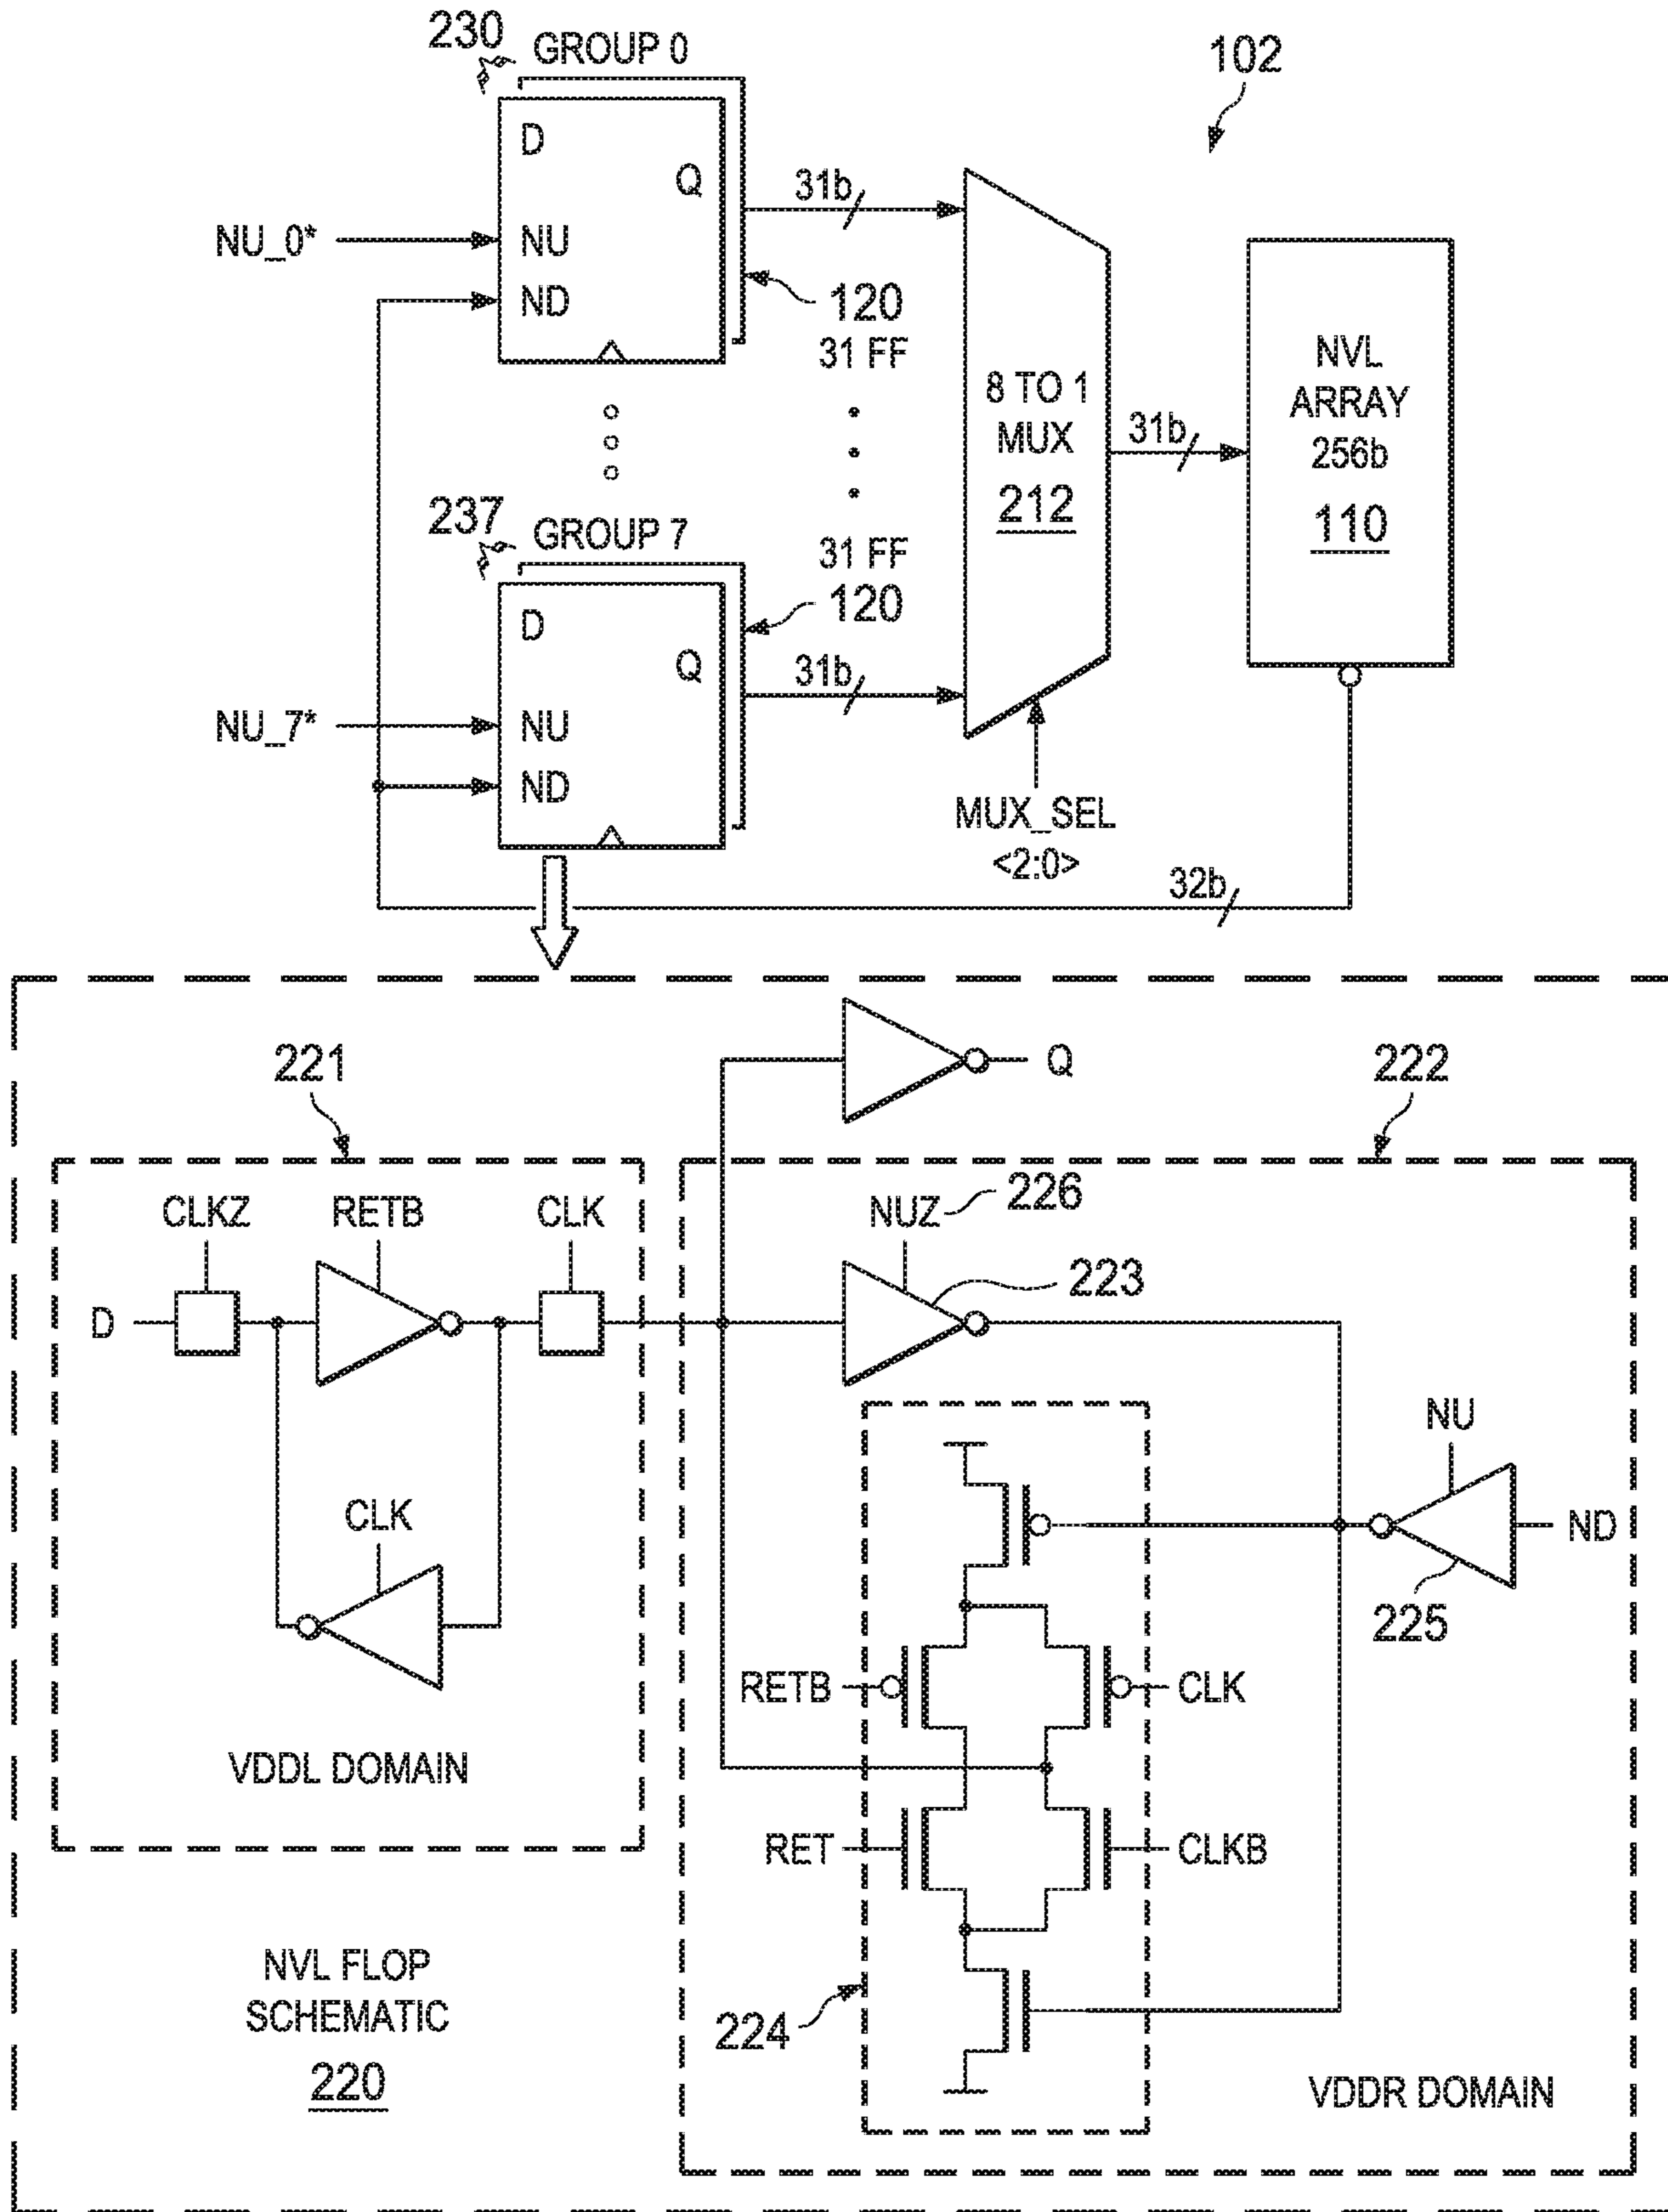 230
GROUP 0
102
D
Q
31b
NU_0*
NU
ND
120
31 FF
8 TO 1
MUX
212
31b
NVL
ARRAY
256b
110
237
GROUP 7
31 FF
120
D
Q
31b
NU_7*
NU
ND
MUX_SEL
<2:0>
32b
221
Q
222
CLKZ
RETB
CLK
NUZ
226
D
223
NU
CLK
ND
225
RETB
CLK
VDDL DOMAIN
RET
CLKB
NVL FLOP
SCHEMATIC
220
224
VDDR DOMAIN